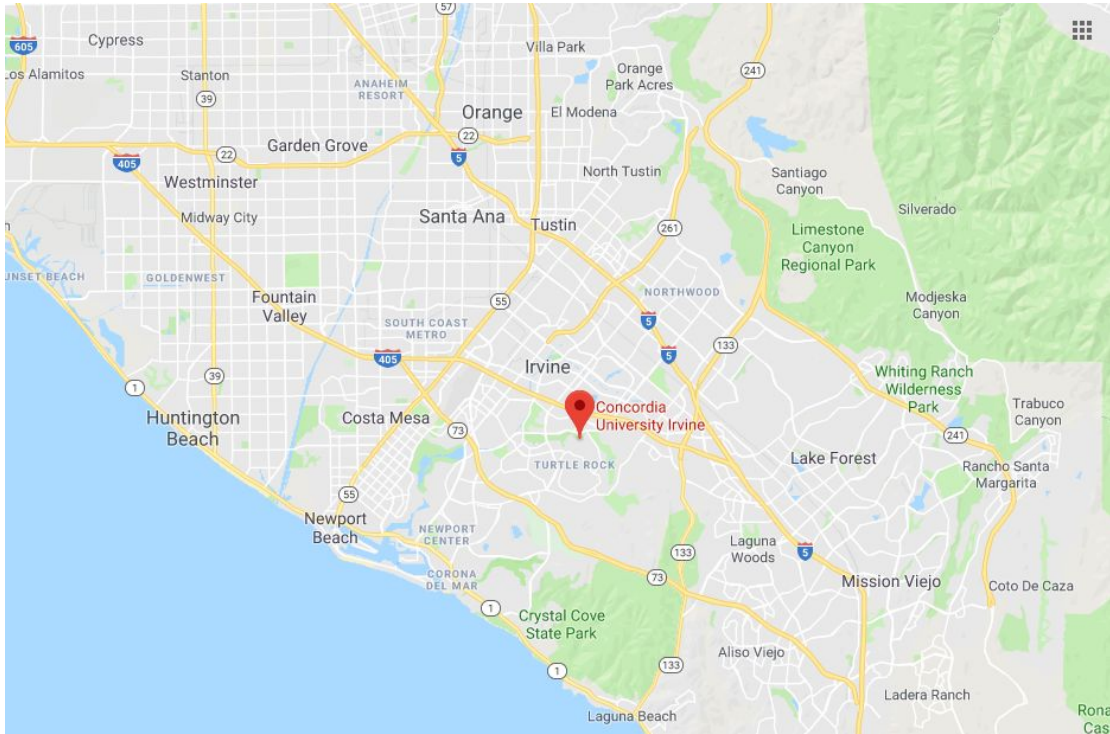 57
605
Cypress
Villa Park
Los Alamitos
Stanton
Orange
Park Acres
241
ANAHEIM
RESORT
39
Orange
El Modena
22
5
405
22
Garden Grove
Westminster
North Tustin
Santiago
Canyon
Midway City
Santa Ana
Tustin
Silverado
261
Limestone
Canyon
Regional Park
SUNSET BEACH
GOLDENWEST
NORTHWOOD
Fountain
Valley
55
Modjeska
Canyon
SOUTH COAST
METRO
5
133
405
5
Irvine
39
1
Whiting Ranch
Wilderness
Park
Huntington
Beach
Costa Mesa
73
Concordia
University Irvine
Trabuco
Canyon
241
Lake Forest
TURTLE ROCK
Rancho Santa
Margarita
55
Newport
Beach
NEWPORT
CENTER
Laguna
Woods
133
5
CORONA
DEL MAR
73
Mission Viejo
Coto De Caza
1
Crystal Cove
State Park
Aliso Viejo
1
133
Ladera Ranch
Laguna Beach
Rona
Cas